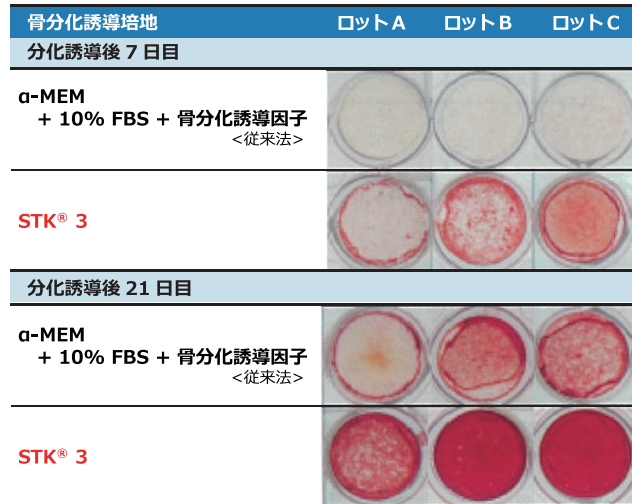 骨分化誘導培地 ロットA ロットB ロットC
分化誘導後 7 日目
α-MEM
+ 10% FBS + 骨分化誘導因子
<従来法>
STK® 3
分化誘導後 21 日目
α-MEM
+ 10% FBS + 骨分化誘導因子
<従来法>
STK® 3